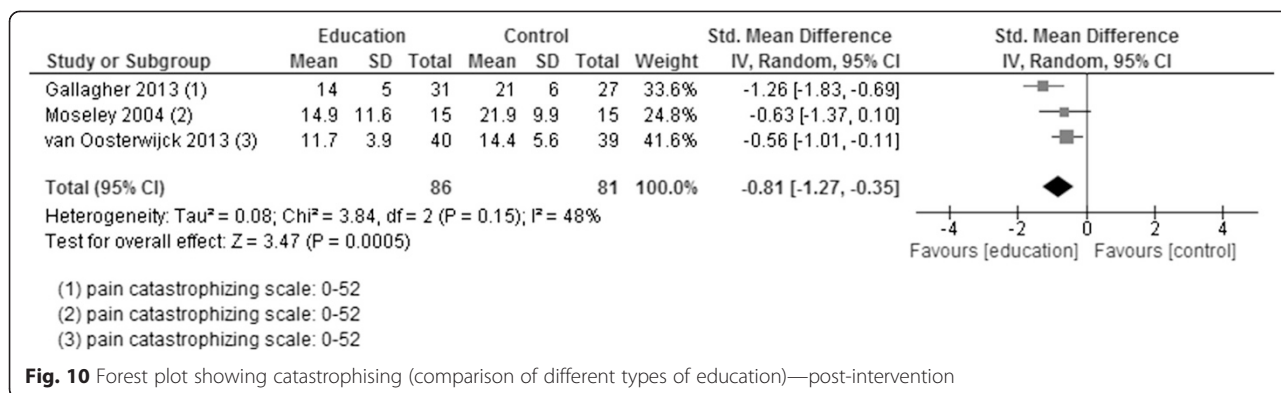 Education Control Std. Mean Difference Std. Mean Difference
Study or Subgroup Mean SD Total Mean SD Total Weight IV, Random, 95% CI IV, Random, 95% CI
Gallagher 2013 (1) 14 5 31 21 6 27 33.6% -1.26 [-1.83, -0.69]
Moseley 2004 (2) 14.9 11.6 15 21.9 9.9 15 24.8% -0.63 [-1.37, 0.10]
van Oosterwijck 2013 (3) 11.7 3.9 40 14.4 5.6 39 41.6% -0.56 [-1.01, -0.11]
Total (95% CI) 86 81 100.0% -0.81 [-1.27, -0.35]
Heterogeneity: Tau² = 0.08; Chi² = 3.84, df = 2 (P = 0.15); I² = 48%
Test for overall effect: Z = 3.47 (P = 0.0005)
-4 -2 0 2 4
Favours [education] Favours [control]
(1) pain catastrophizing scale: 0-52
(2) pain catastrophizing scale: 0-52
(3) pain catastrophizing scale: 0-52
Fig. 10 Forest plot showing catastrophising (comparison of different types of education)—post-intervention